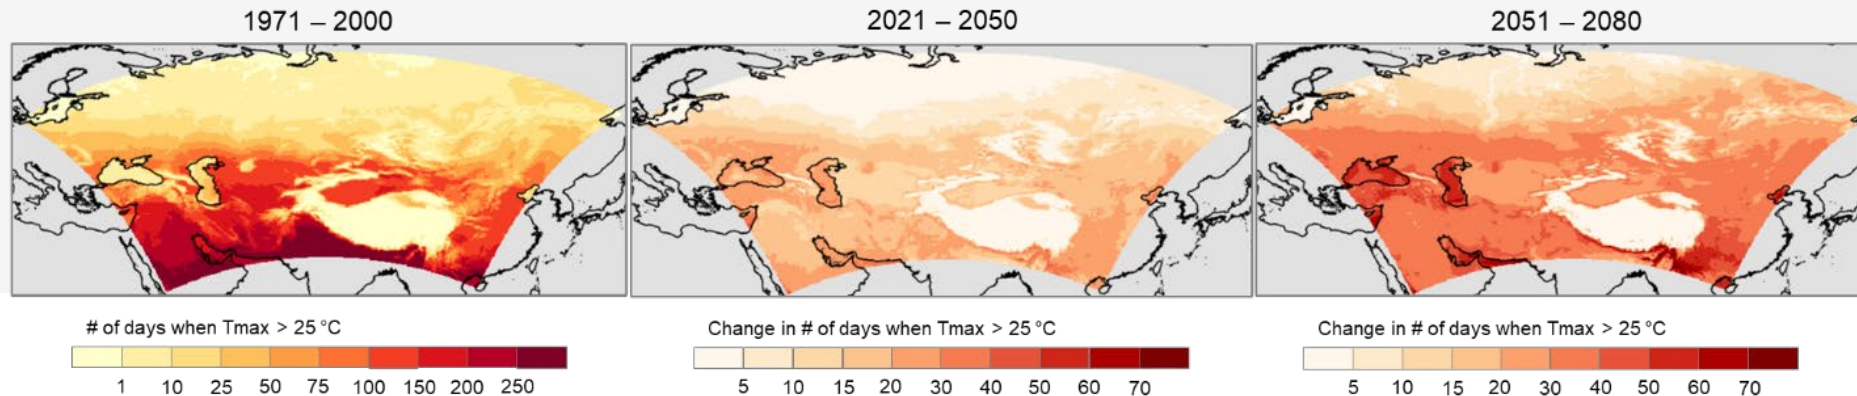 1971 – 2000
2021 – 2050
2051 – 2080
# of days when Tmax > 25 °C
1 10 25 50 75 100 150 200 250
Change in # of days when Tmax > 25 °C
5 10 15 20 30 40 50 60 70
Change in # of days when Tmax > 25 °C
5 10 15 20 30 40 50 60 70